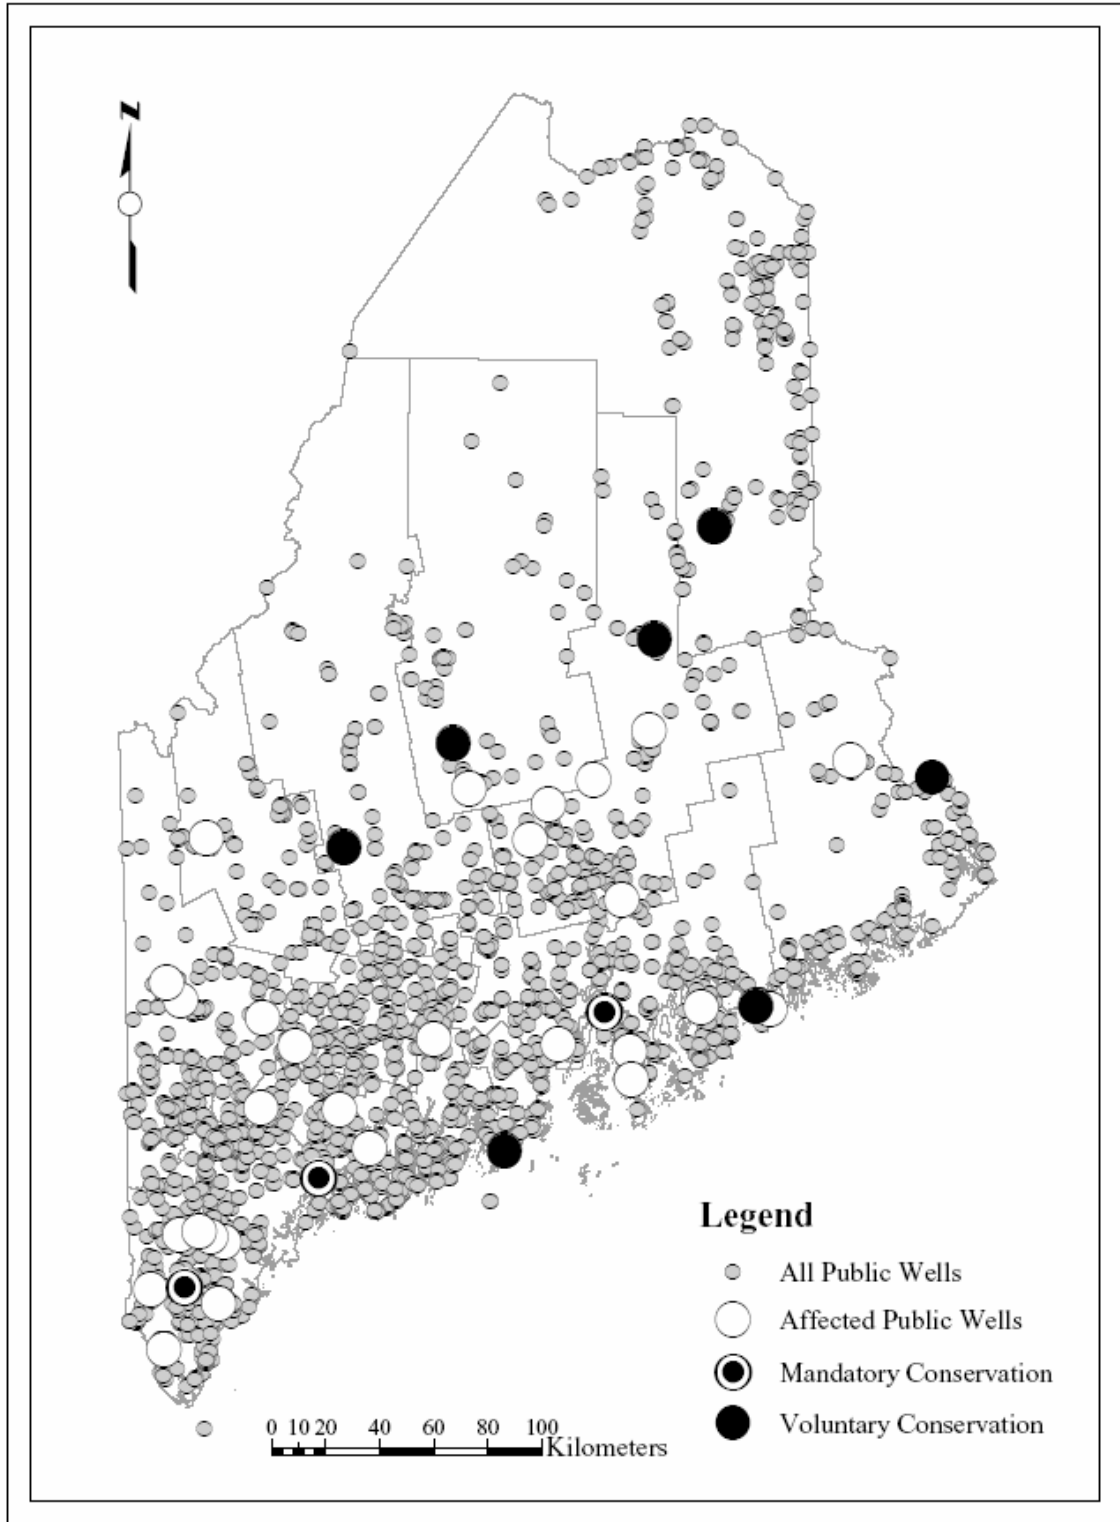 N
Legend
All Public Wells
Affected Public Wells
Mandatory Conservation
Voluntary Conservation
0 10 20 40 60 80 100
Kilometers